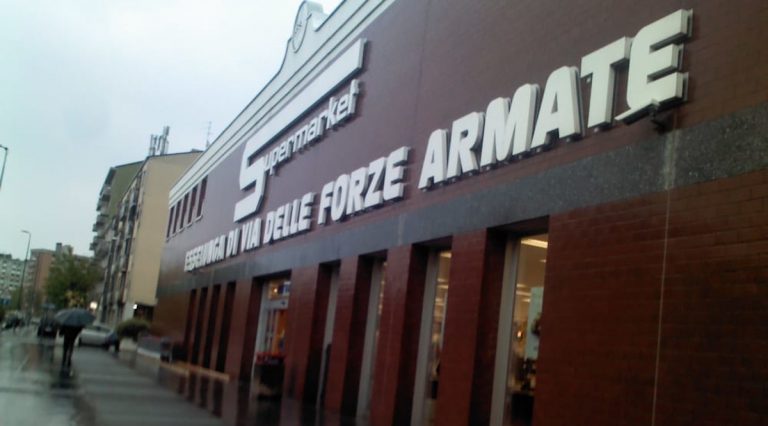 Supermarket
ESSELUNGA DI VIA DELLE FORZE ARMATE